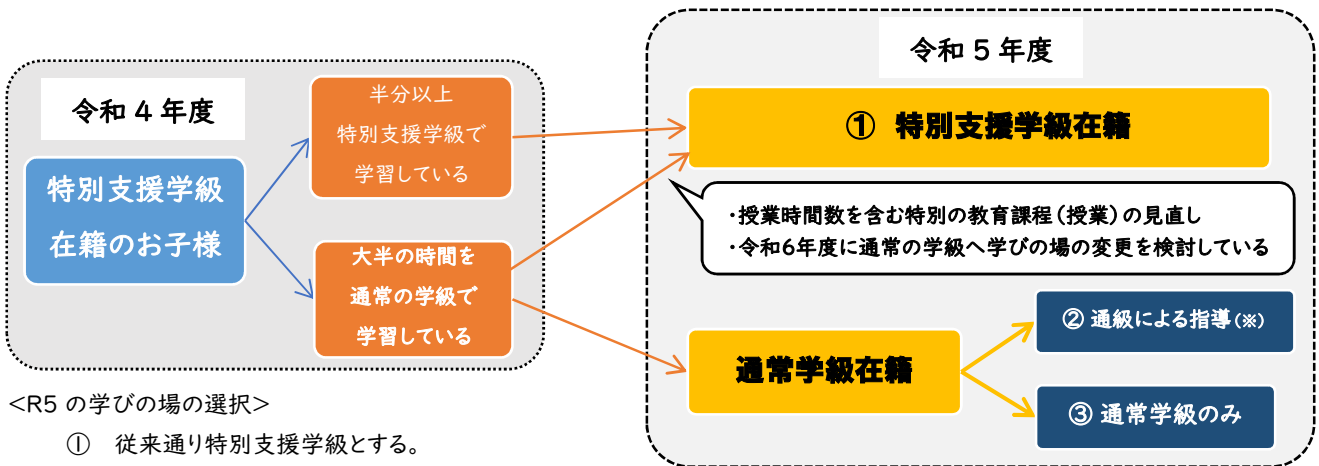 令和4年度
特別支援学級
在籍のお子様
半分以上
特別支援学級で
学習している
大半の時間を
通常の学級で
学習している
令和5年度
① 特別支援学級在籍
・授業時間数を含む特別の教育課程(授業)の見直し
・令和6年度に通常の学級へ学びの場の変更を検討している
通常学級在籍
② 通級による指導(※)
③ 通常学級のみ
<R5 の学びの場の選択>
① 従来通り特別支援学級とする。